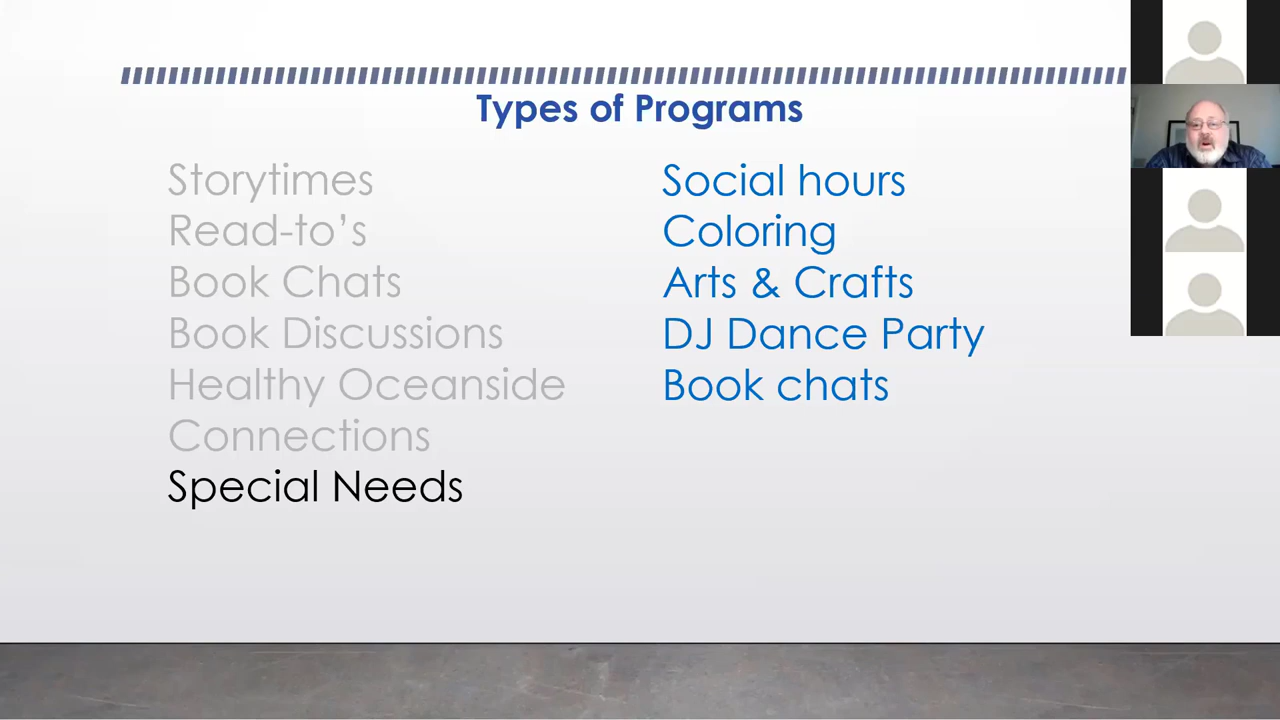 Types of Programs
Storytimes
Read-to’s
Book Chats
Book Discussions
Healthy Oceanside
Connections
Special Needs
Social hours
Coloring
Arts & Crafts
DJ Dance Party
Book chats